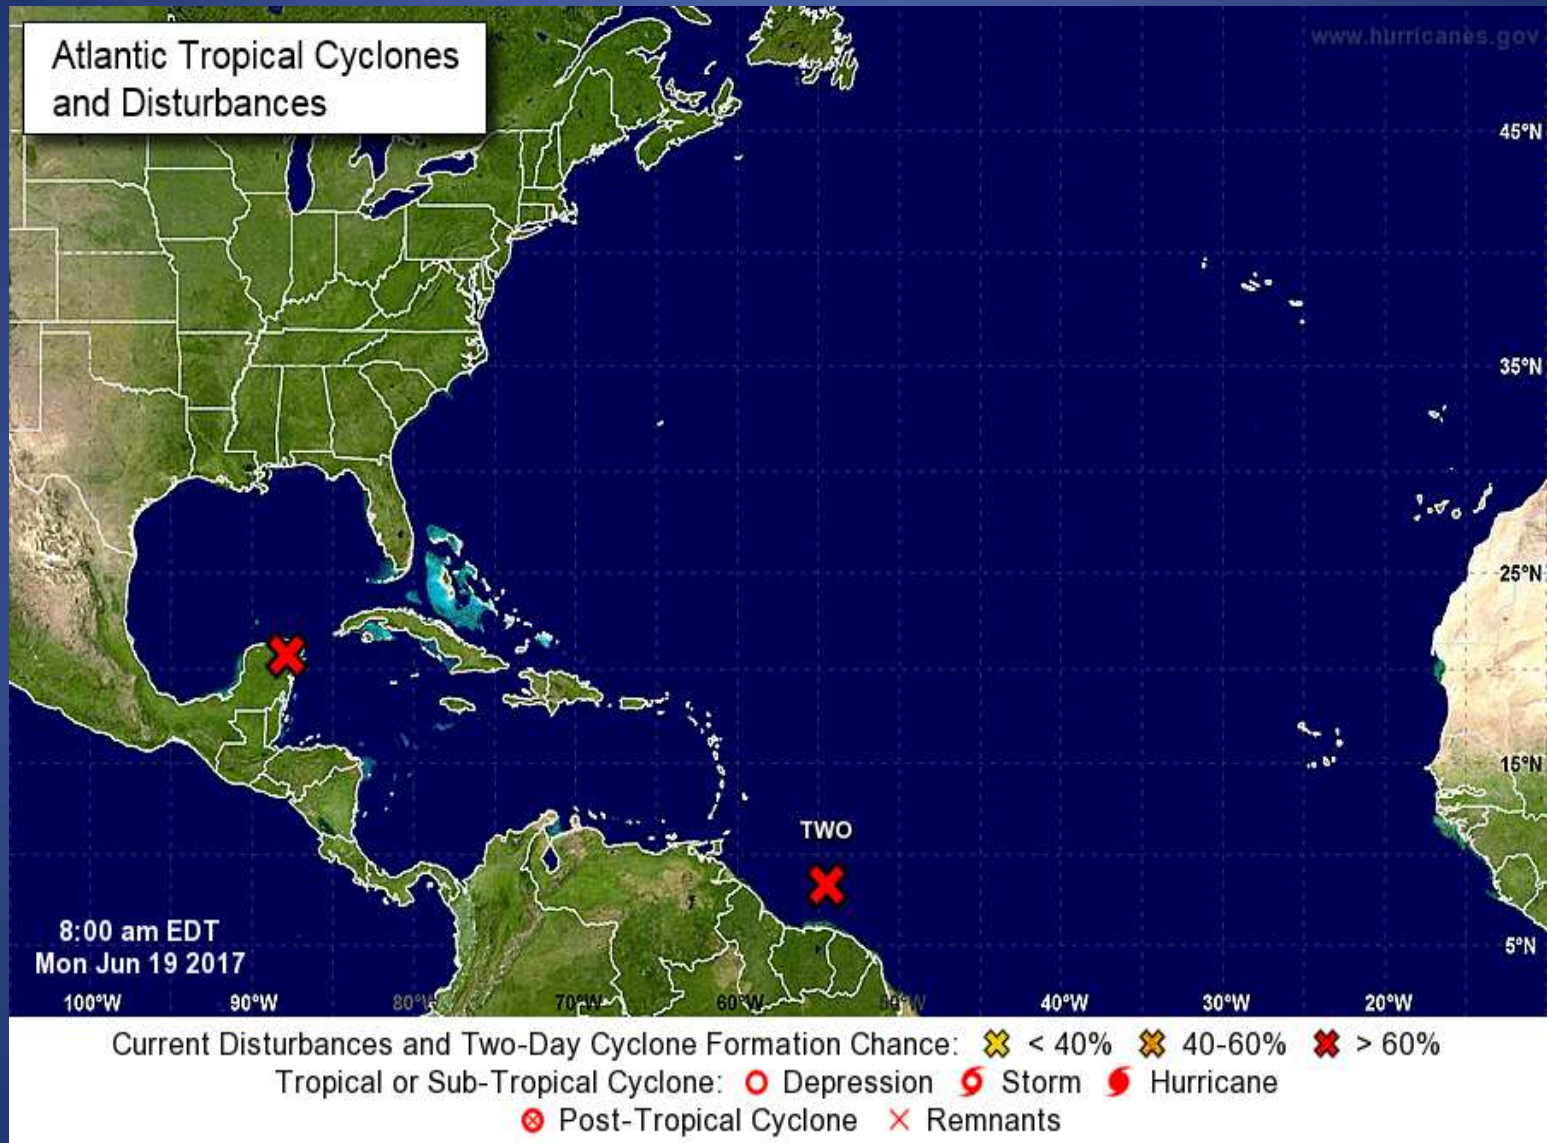 Atlantic Tropical Cyclones
and Disturbances
www.hurricanes.gov
45°N
35°N
25°N
15°N
TWO
8:00 am EDT
Mon Jun 19 2017
5°N
100°W 90°W 80°W 70°W 60°W 50°W 40°W 30°W 20°W
Current Disturbances and Two-Day Cyclone Formation Chance: < 40% 40-60% > 60%
Tropical or Sub-Tropical Cyclone: Depression Storm Hurricane
Post-Tropical Cyclone Remnants